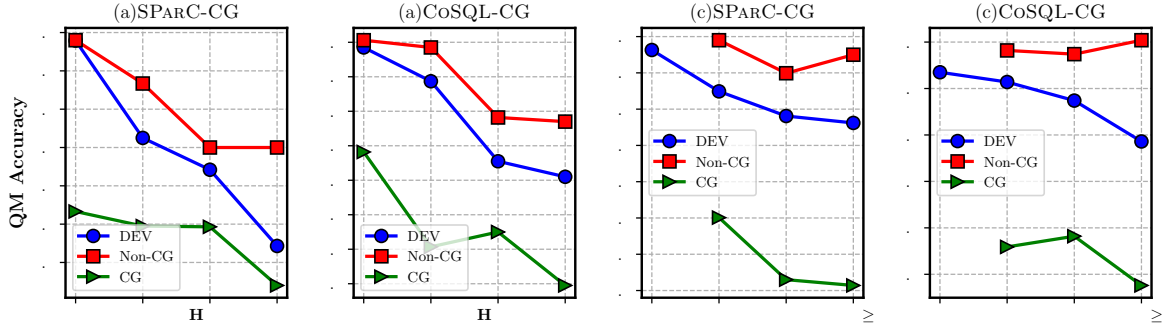 (a)SPARC-CG
(a)COSQL-CG
(c)SPARC-CG
(c)COSQL-CG
QM Accuracy
DEV
Non-CG
CG
DEV
Non-CG
CG
DEV
Non-CG
CG
DEV
Non-CG
CG
H
H
≥
≥